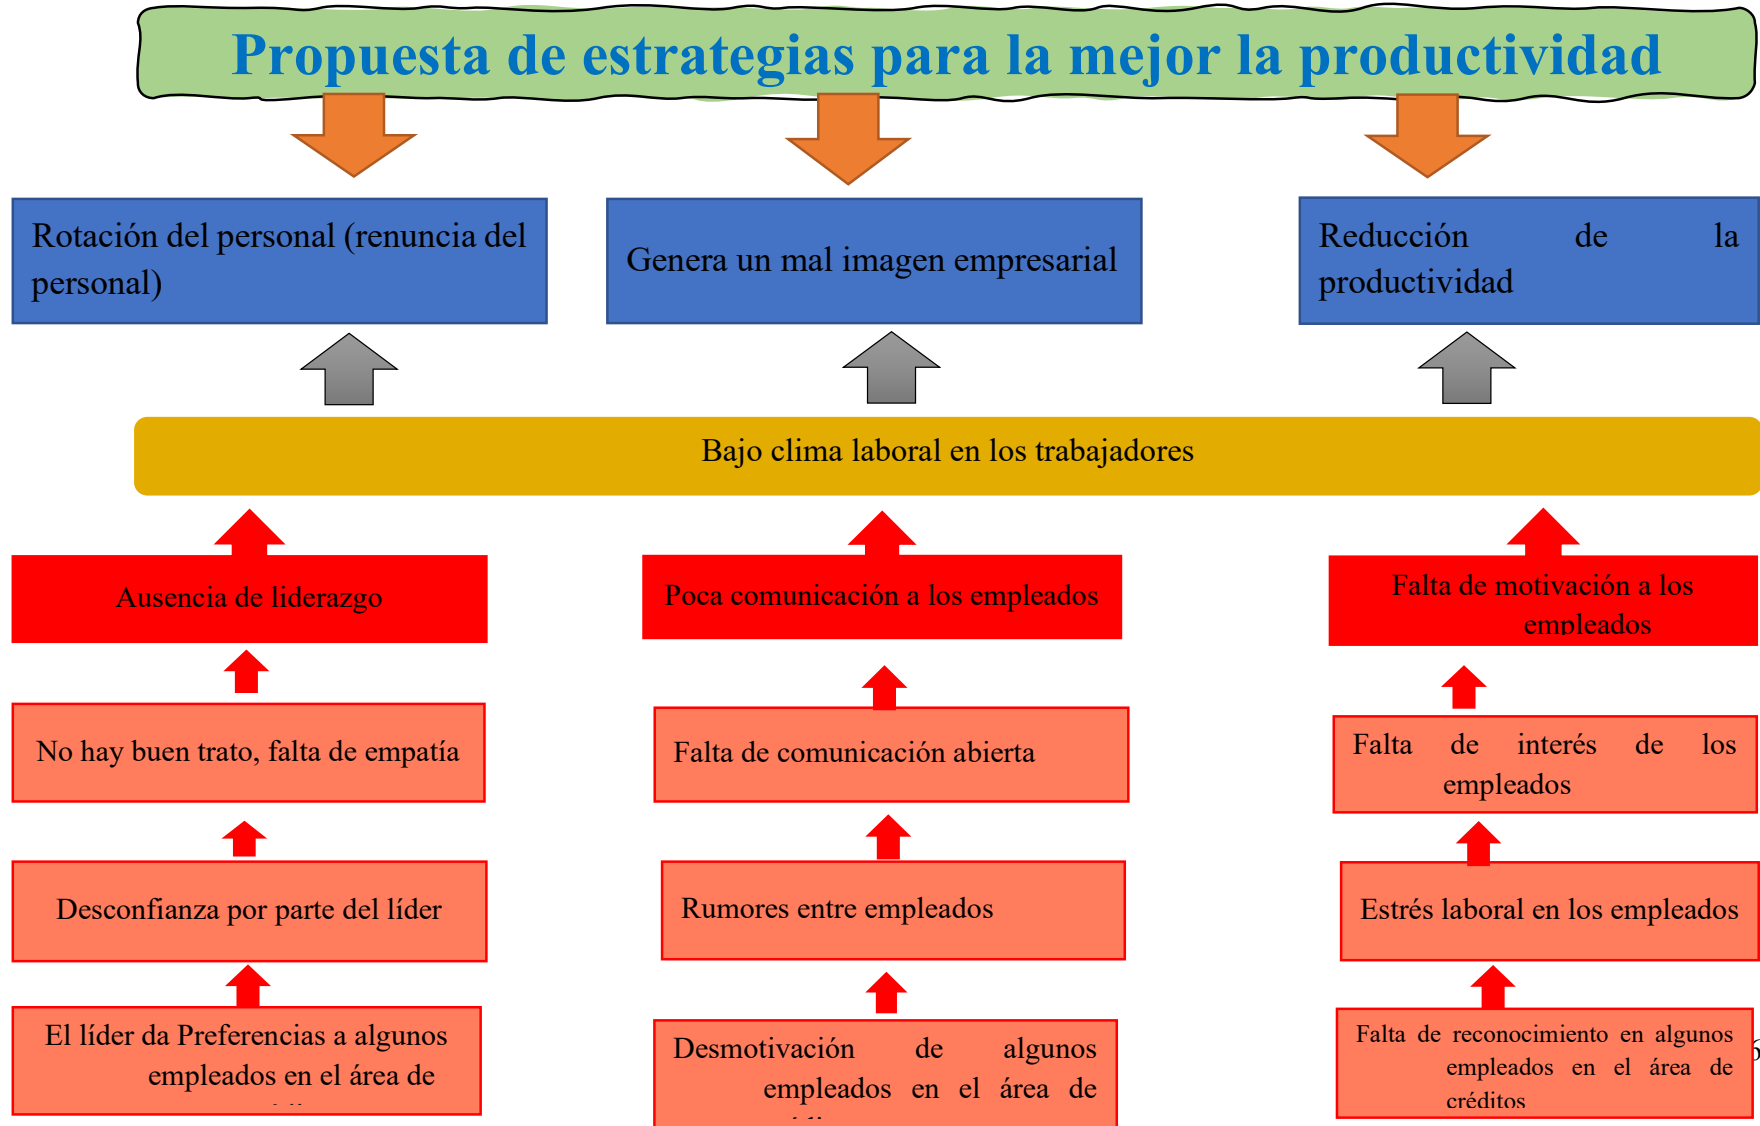 Propuesta de estrategias para la mejor la productividad
Rotación del personal (renuncia del
personal)
Genera un mal imagen empresarial
Reducción de la
productividad
Bajo clima laboral en los trabajadores
Ausencia de liderazgo
Poca comunicación a los empleados
Falta de motivación a los
empleados
No hay buen trato, falta de empatía
Falta de comunicación abierta
Falta de interés de los
empleados
Desconfianza por parte del líder
Rumores entre empleados
Estrés laboral en los empleados
El líder da Preferencias a algunos
empleados en el área de
Desmotivación de algunos
empleados en el área de
Falta de reconocimiento en algunos
empleados en el área de
créditos
6